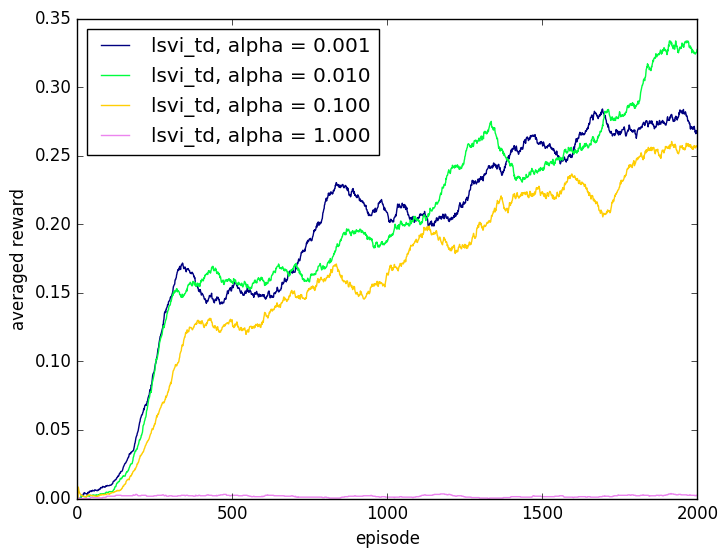 0.35
0.30
0.25
0.20
0.15
0.10
0.05
0.00
averaged reward
lsvi_td, alpha = 0.001
lsvi_td, alpha = 0.010
lsvi_td, alpha = 0.100
lsvi_td, alpha = 1.000
0 500 1000 1500 2000
episode